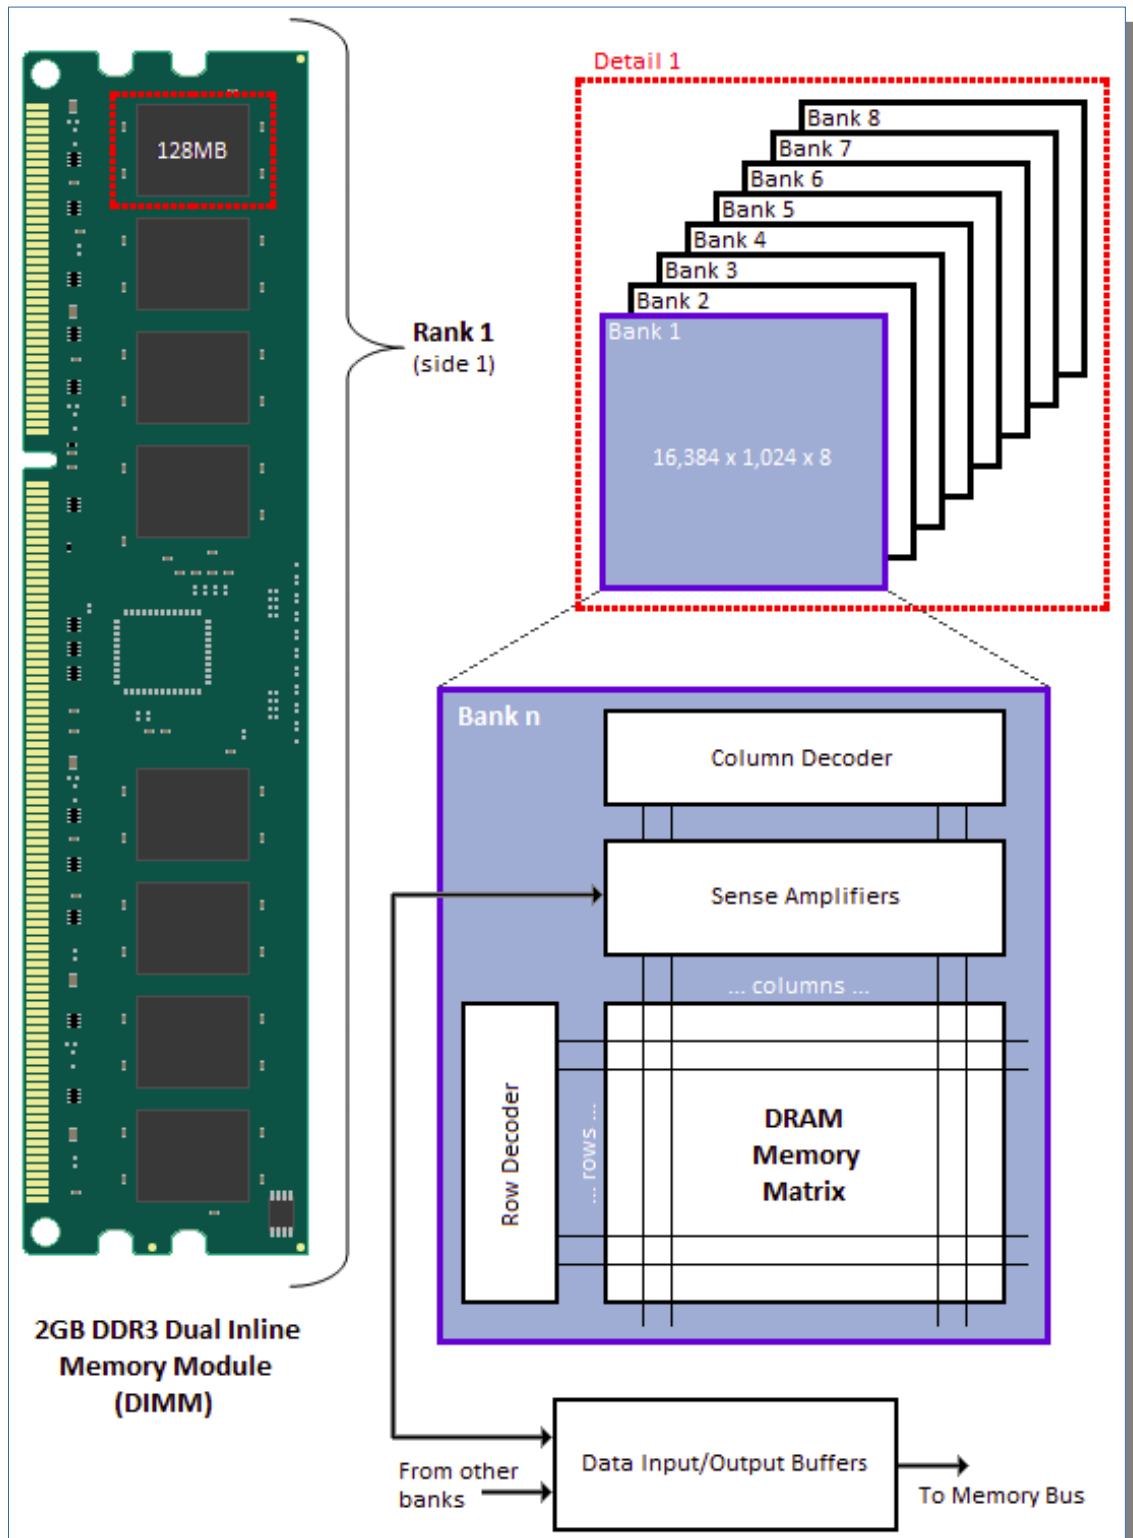 Detail 1
Bank 8
Bank 7
Bank 6
Bank 5
Bank 4
Bank 3
Bank 2
Bank 1
16,384 x 1,024 x 8
128MB
Rank 1
(side 1)
Bank n
Column Decoder
Sense Amplifiers
... columns ...
Row Decoder
... rows ...
DRAM
Memory
Matrix
2GB DDR3 Dual Inline
Memory Module
(DIMM)
From other
banks
Data Input/Output Buffers
To Memory Bus